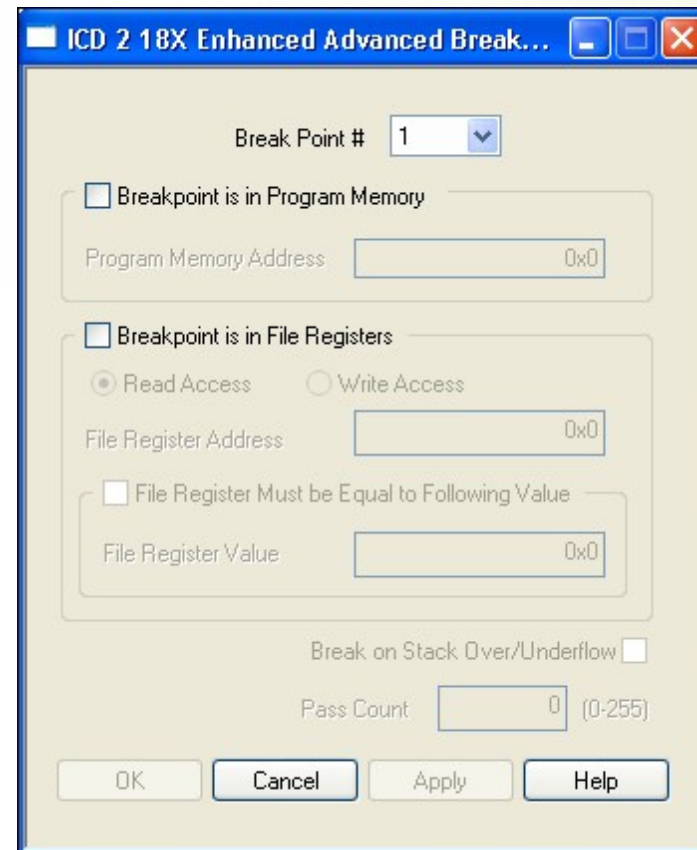 ICD 2 18X Enhanced Advanced Break...
Break Point # 1
Breakpoint is in Program Memory
Program Memory Address 0x0
Breakpoint is in File Registers
Read Access Write Access
File Register Address 0x0
File Register Must be Equal to Following Value
File Register Value 0x0
Break on Stack Over/Underflow
Pass Count 0 (0-255)
OK Cancel Apply Help